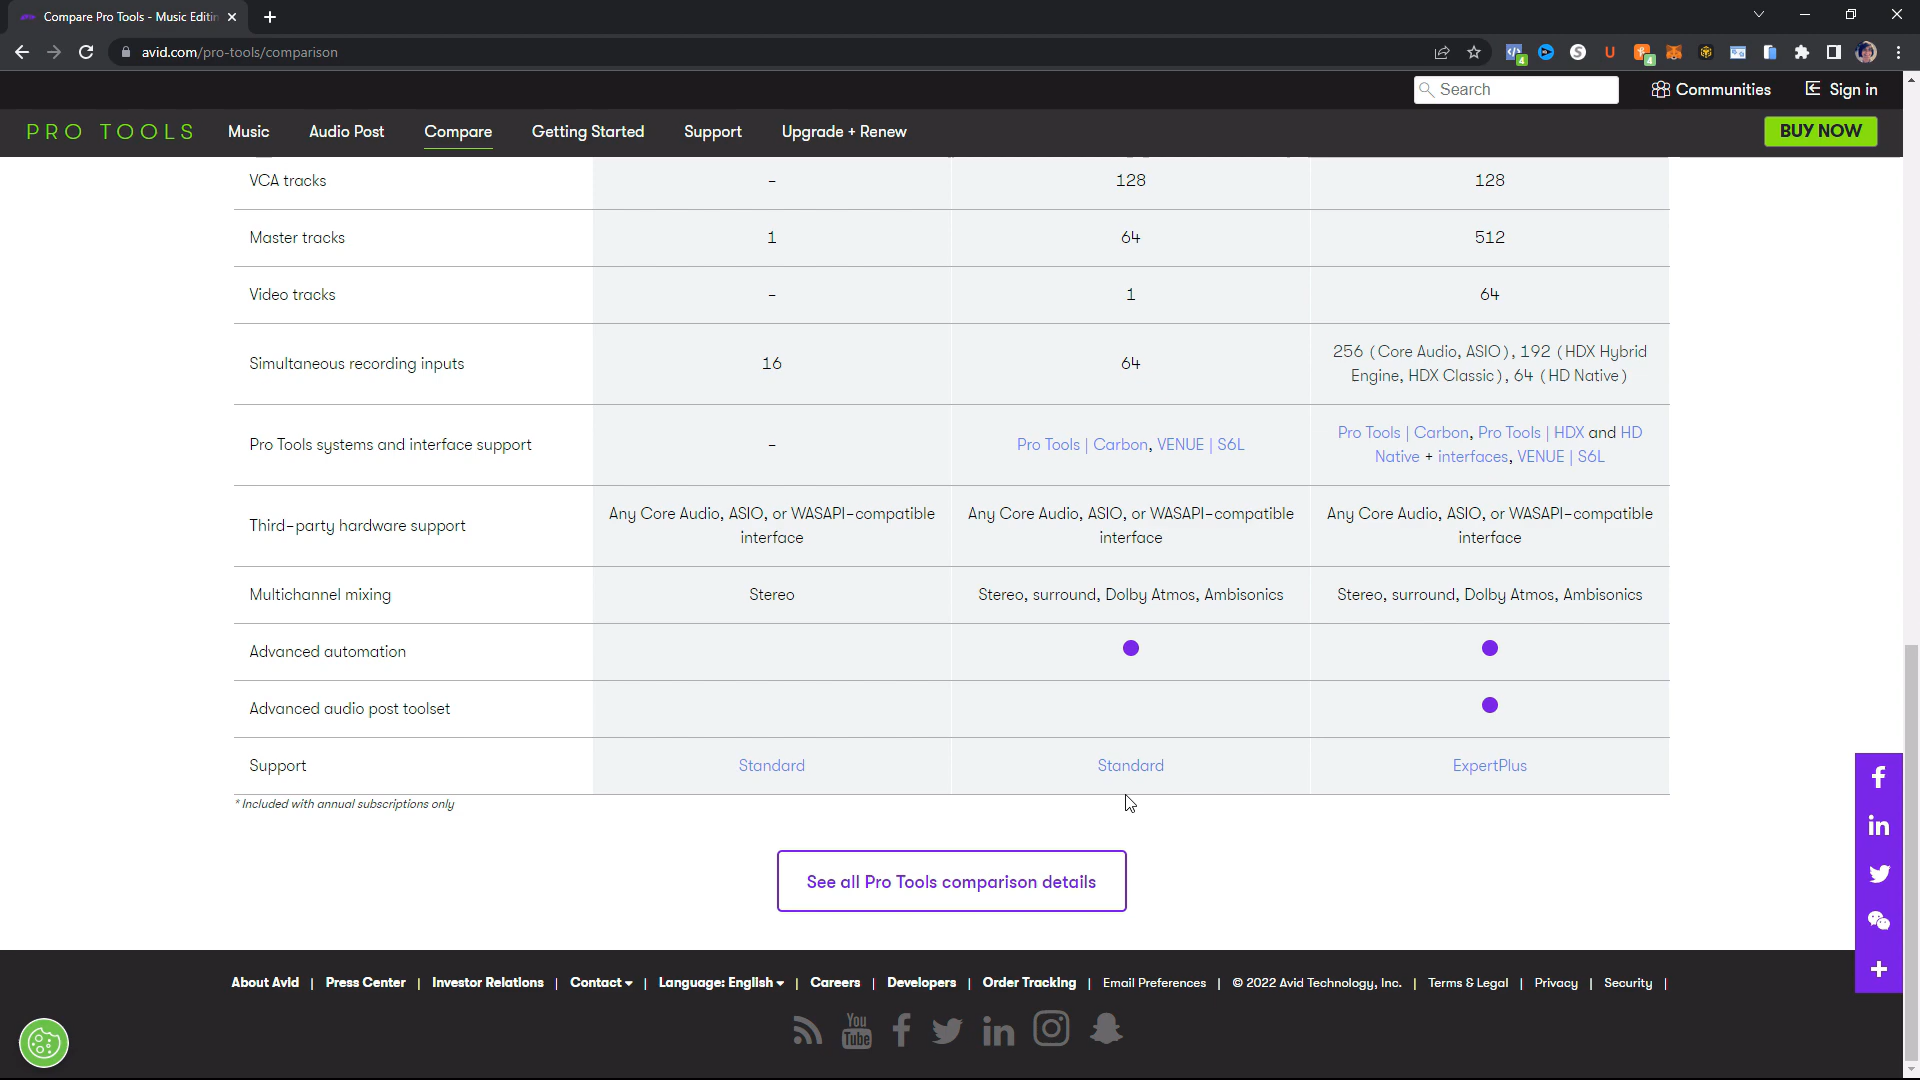 Compare Pro Tools - Music Editin
avid.com/pro-tools/comparison
4
4
Search
Communities
Sign in
PRO TOOLS
Music
Audio Post
Compare
Getting Started
Support
Upgrade + Renew
BUY NOW
VCA tracks
–
128
128
Master tracks
1
64
512
Video tracks
–
1
64
Simultaneous recording inputs
16
64
256 (Core Audio, ASIO), 192 (HDX Hybrid
Engine, HDX Classic), 64 (HD Native)
Pro Tools systems and interface support
–
Pro Tools | Carbon, VENUE | S6L
Pro Tools | Carbon, Pro Tools | HDX and HD
Native + interfaces, VENUE | S6L
Third-party hardware support
Any Core Audio, ASIO, or WASAPI-compatible
interface
Any Core Audio, ASIO, or WASAPI-compatible
interface
Any Core Audio, ASIO, or WASAPI-compatible
interface
Multichannel mixing
Stereo
Stereo, surround, Dolby Atmos, Ambisonics
Stereo, surround, Dolby Atmos, Ambisonics
Advanced automation
Advanced audio post toolset
Support
Standard
Standard
ExpertPlus
* Included with annual subscriptions only
See all Pro Tools comparison details
About Avid | Press Center | Investor Relations | Contact | Language: English | Careers | Developers | Order Tracking | Email Preferences | © 2022 Avid Technology, Inc. | Terms & Legal | Privacy | Security |
You
Tube